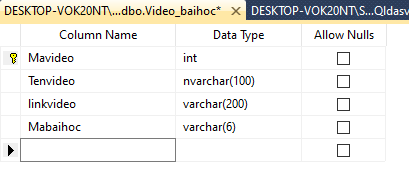 DESKTOP-VOK20NT\...dbo.Video_baihoc* DESKTOP-VOK20NT\S...Qldasv
Column Name Data Type Allow Nulls
Mavideo int
Tenvideo nvarchar(100)
linkvideo varchar(200)
Mabaihoc varchar(6)